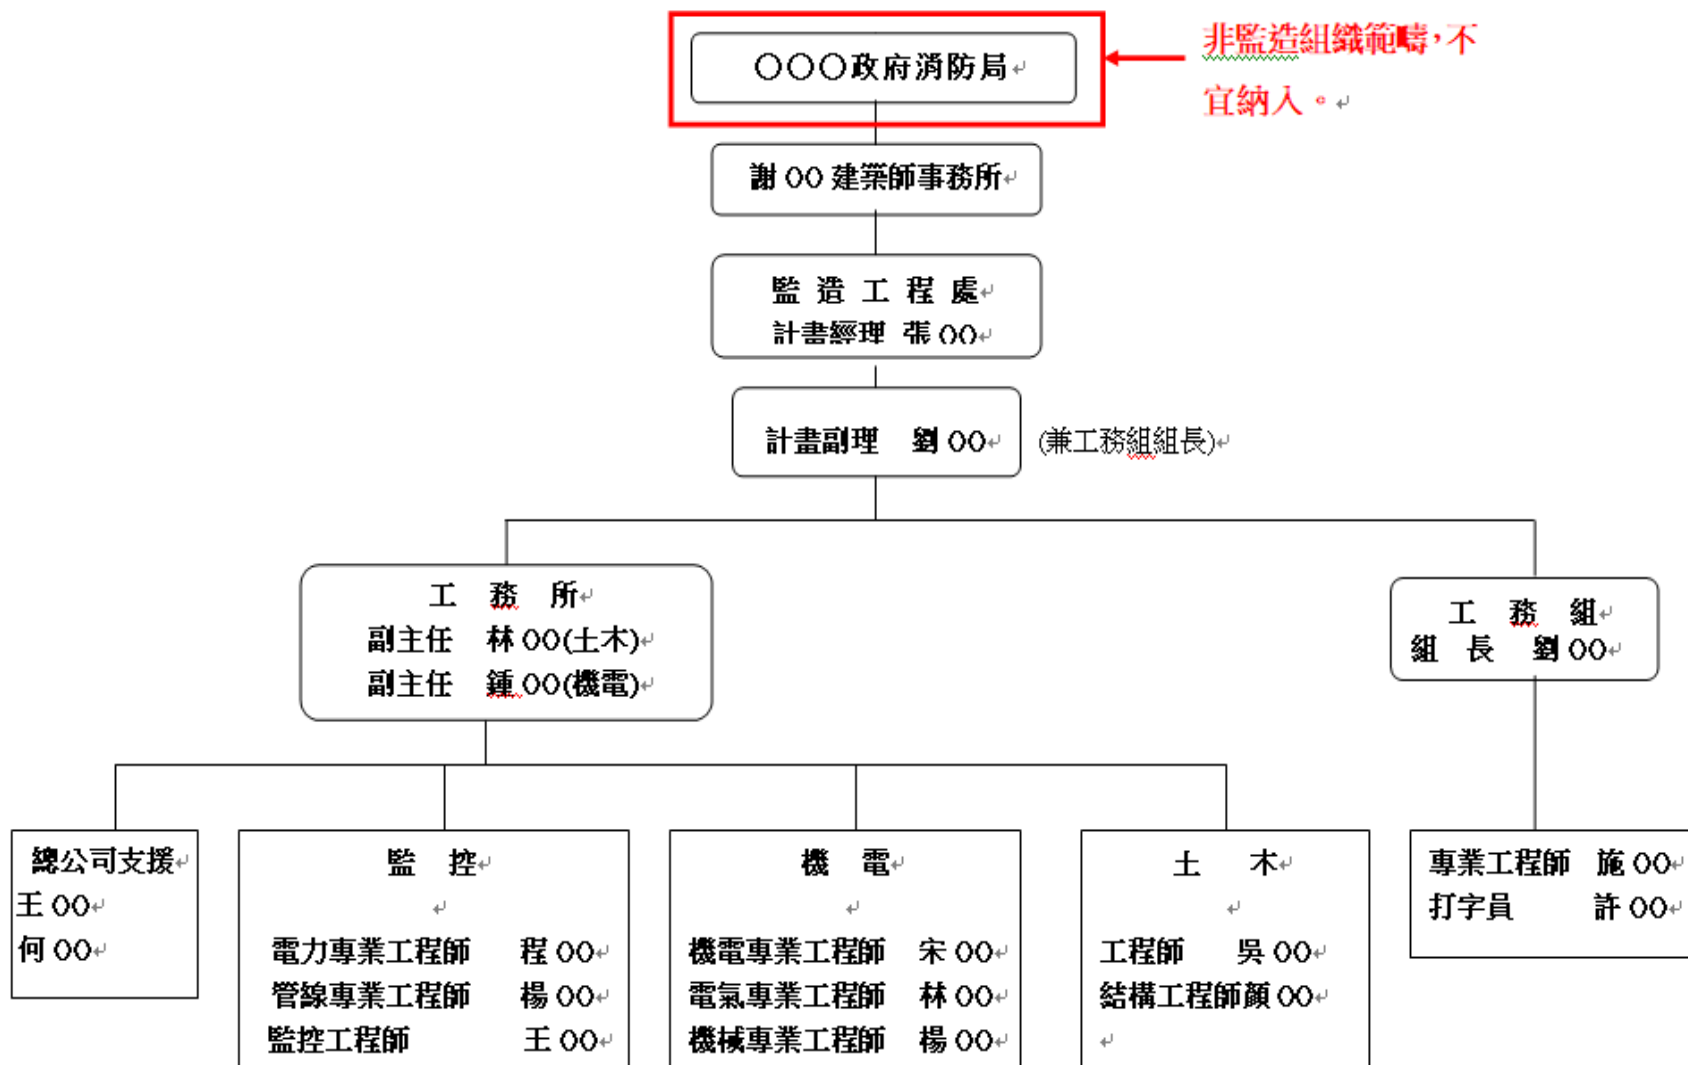 ○○○政府消防局
非監造組織範疇,不
宜納入。
謝OO建築師事務所
監 造 工 程 處
計畫經理 張OO
計畫副理 劉OO
(兼工務組組長)
工 務 所
副主任 林OO(土木)
副主任 鍾OO(機電)
工 務 組
組 長 劉OO
總公司支援
王OO
何OO
監 控
電力專業工程師 程OO
管線專業工程師 楊OO
監控工程師 王OO
機 電
機電專業工程師 宋OO
電氣專業工程師 林OO
機械專業工程師 楊OO
土 木
工程師 吳OO
結構工程師顏OO
專業工程師 施OO
打字員 許OO